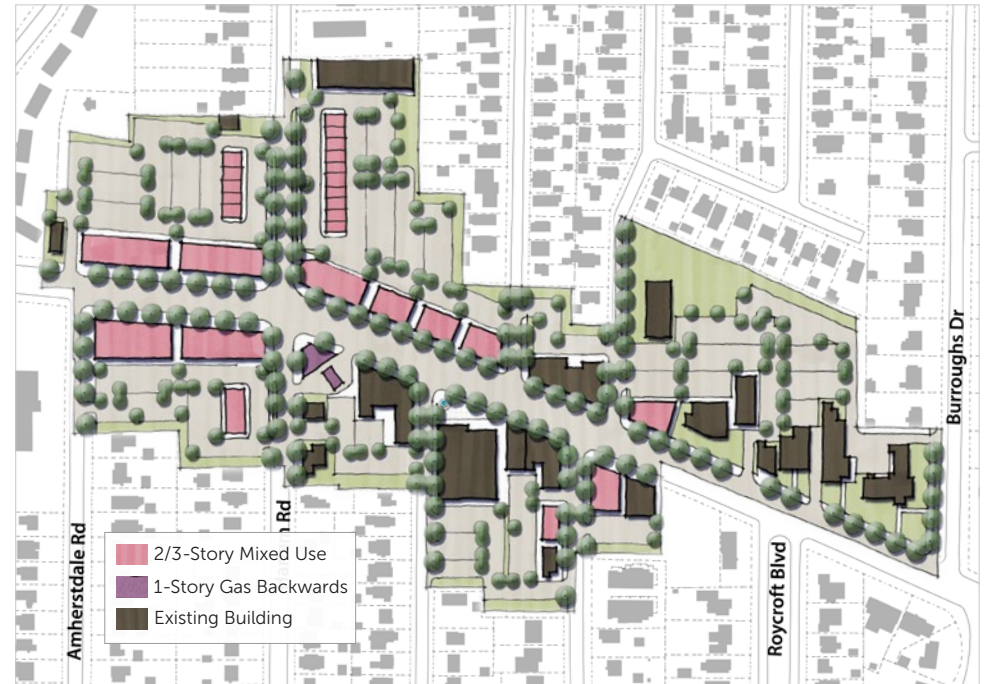 Burroughs Dr
Amherstdale Rd
Rd
Roycroft Blvd
2/3-Story Mixed Use
1-Story Gas Backwards
Existing Building